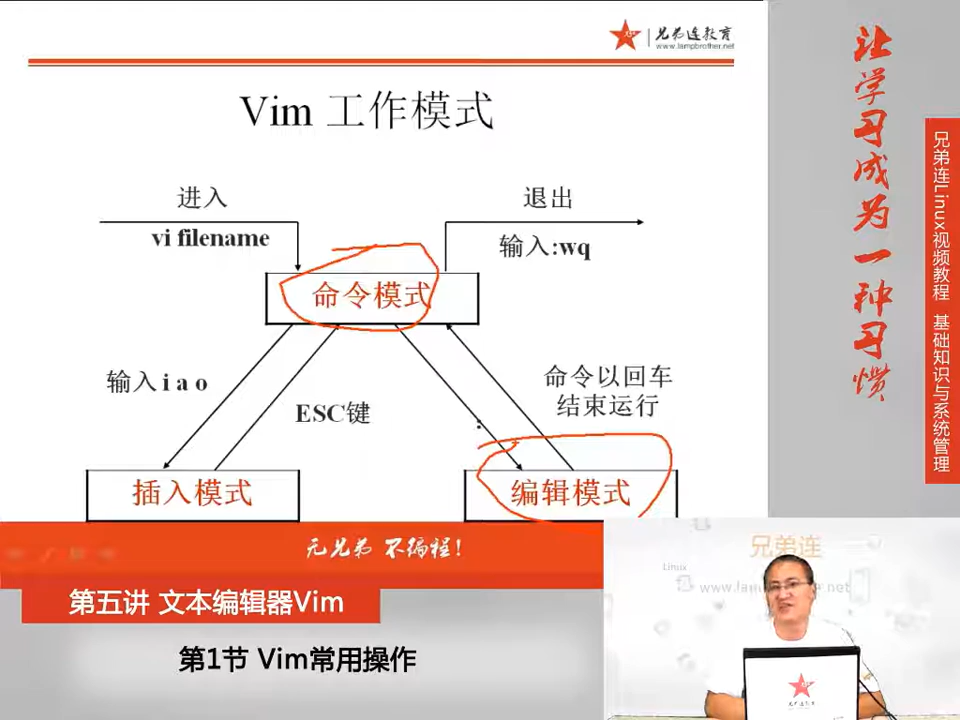 兄弟连教育
www.lampbrother.net
Vim 工作模式
进入
vi filename
退出
输入:wq
命令模式
输入 i a o
ESC键
命令以回车
结束运行
插入模式
编辑模式
无兄弟 不编程!
第五讲 文本编辑器Vim
第1节 Vim常用操作
让学习成为一种习惯
兄弟连Linux视频教程 基础知识与系统管理
兄弟连
Linux